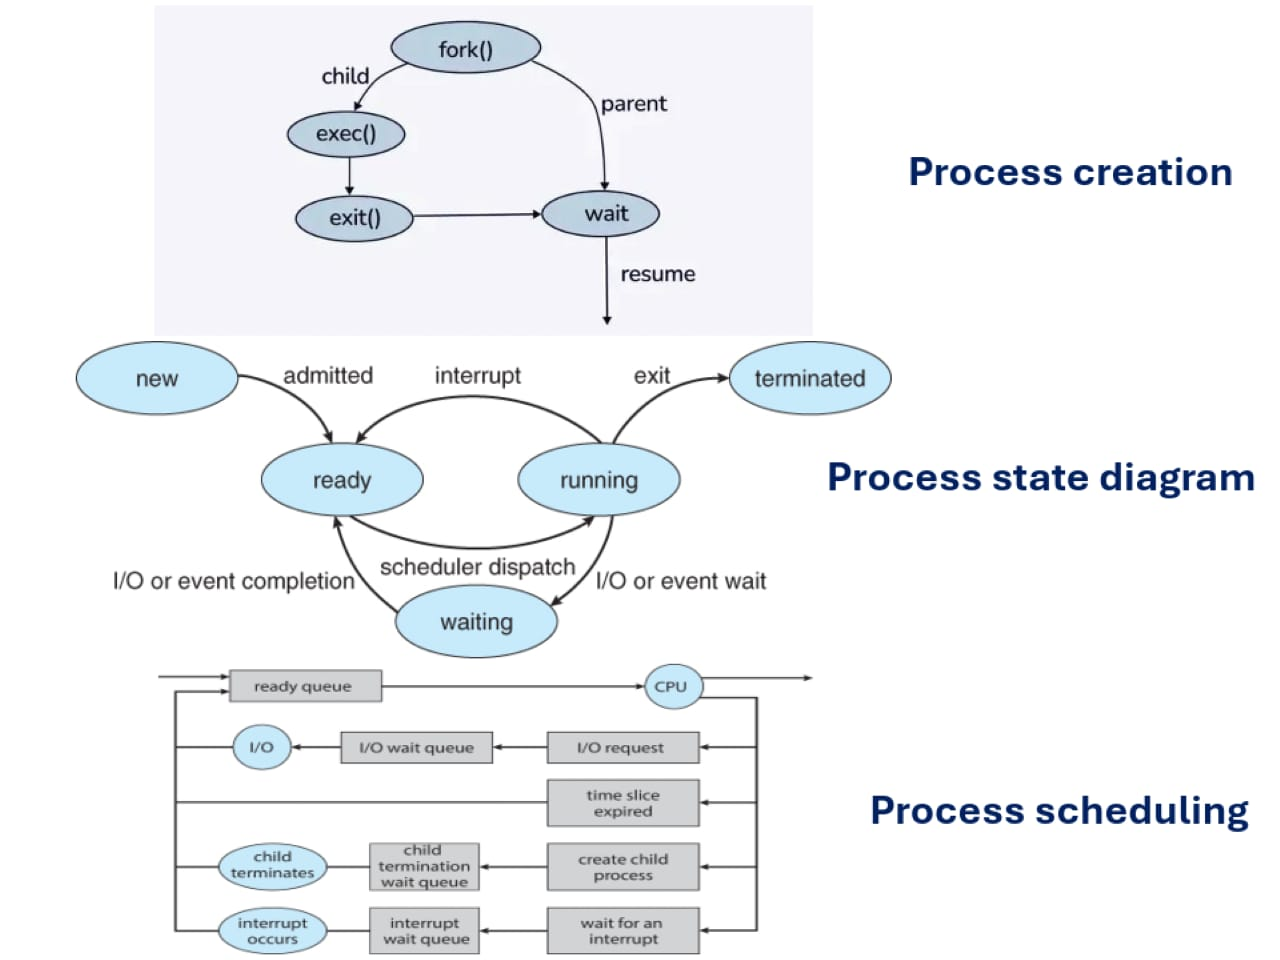 fork()
child
parent
exec()
Process creation
exit()
wait
resume
new
admitted
interrupt
exit
terminated
ready
running
Process state diagram
scheduler dispatch
I/O or event completion
I/O or event wait
waiting
ready queue
CPU
I/O
I/O wait queue
I/O request
time slice
expired
Process scheduling
child
terminates
child
termination
wait queue
create child
process
interrupt
occurs
interrupt
wait queue
wait for an
interrupt